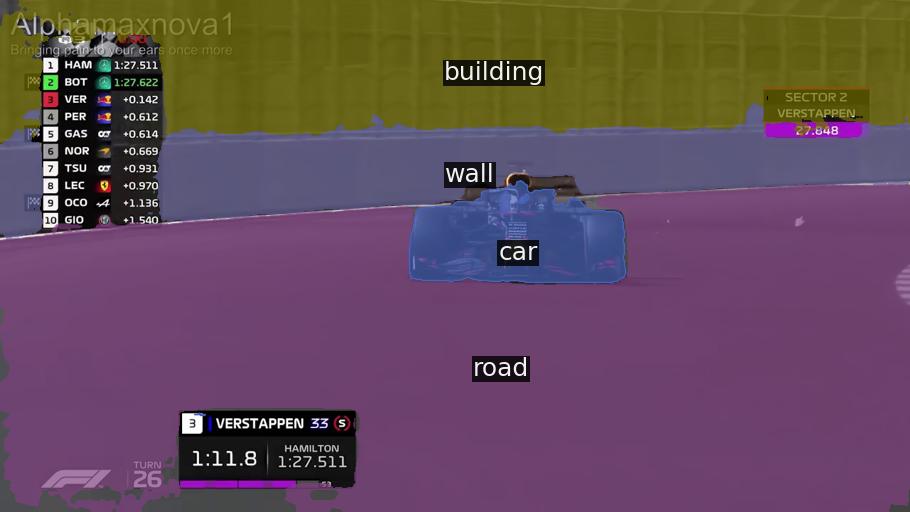 Alphamaxnova1
Bringing pain to your ears once more
1 HAM 1:27.511
2 BOT 1:27.622
3 VER +0.142
4 PER +0.612
5 GAS +0.614
6 NOR +0.669
7 TSU +0.931
8 LEC +0.970
9 OCO +1.136
10 GIO +1.540
building
SECTOR 2
VERSTAPPEN
27.848
wall
car
road
3 VERSTAPPEN 33 S
1:11.8
HAMILTON
1:27.511
F1
TURN
26